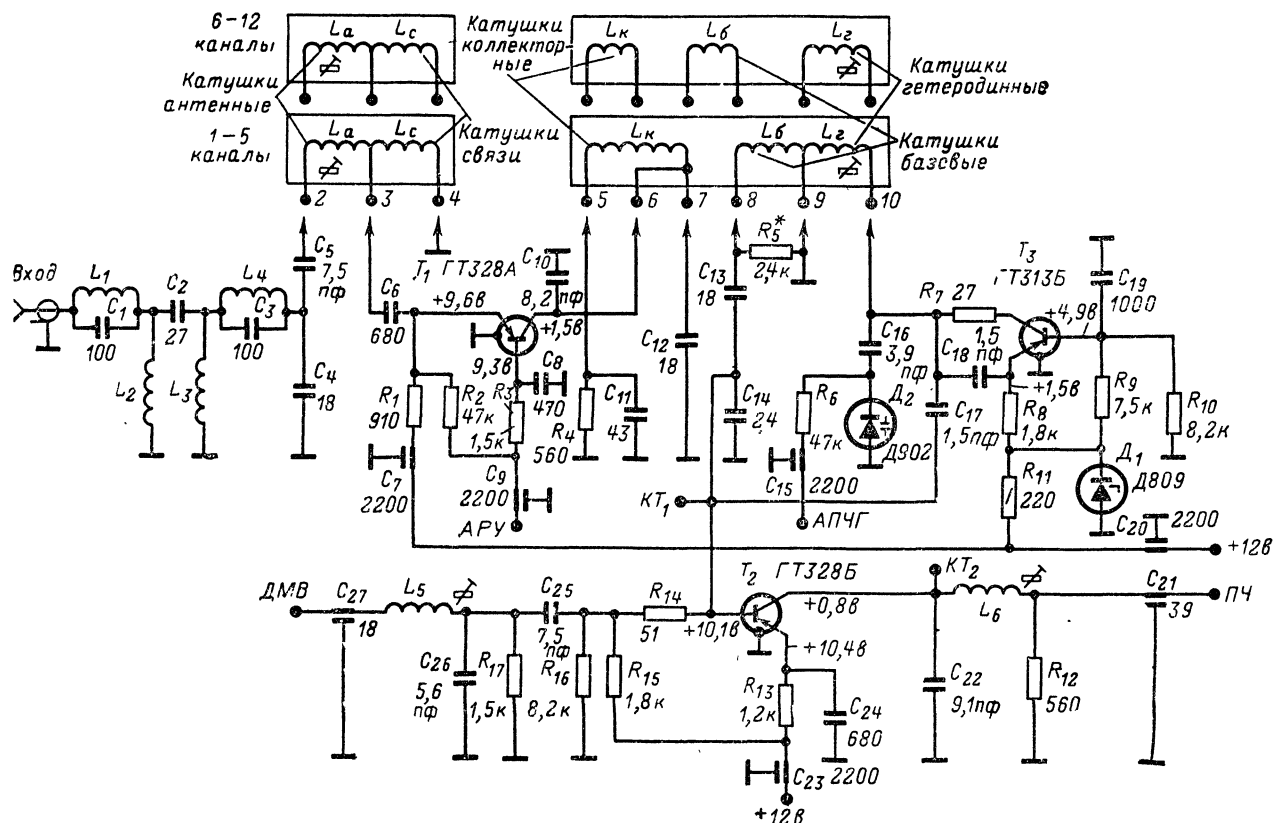 6-12
каналы
Lа
Lс
Катушки
коллектор-
ные
Lк
Lб
Lг
Катушки
гетеродинные
Катушки
антенные
1-5
каналы
Lа
Lс
Катушки
связи
Lк
Lб
Lг
Катушки
базовые
2
3
4
5
6
7
8
9
10
Вход
L1
C1
100
C2
27
L4
C3
100
C5
7,5
пф
C4
18
L2
L3
C6
680
T1 ГТ328А
+9,6в
9,3в
C10
8,2 пф
+1,5в
C8
470
R1
910
R2
47к
R3
1,5к
C7
2200
C9
2200
АРУ
R4
560
C11
43
C12
18
C13
18
R5*
2,4к
C14
24
КТ1
R6
47к
C15
2200
АПЧГ
C16
3,9
пф
Д2
Д902
R7 27
T3
ГТ313Б
1,5
пф
C18
+4,9в
+1,5в
C17
1,5пф
R8
1,8к
R9
7,5к
R10
8,2к
C19
1000
R11
220
Д1
Д809
C20
2200
+12в
ДМВ
C27
18
L5
C26
5,6
пф
R17
1,5к
C25
7,5
пф
R16
8,2к
R15
1,8к
R14
51
+10,1в
T2
ГТ328Б
+0,8в
+10,4в
R13
1,2к
C24
680
C23
2200
+12в
КТ2
L6
C22
9,1пф
R12
560
C21
39
ПЧ